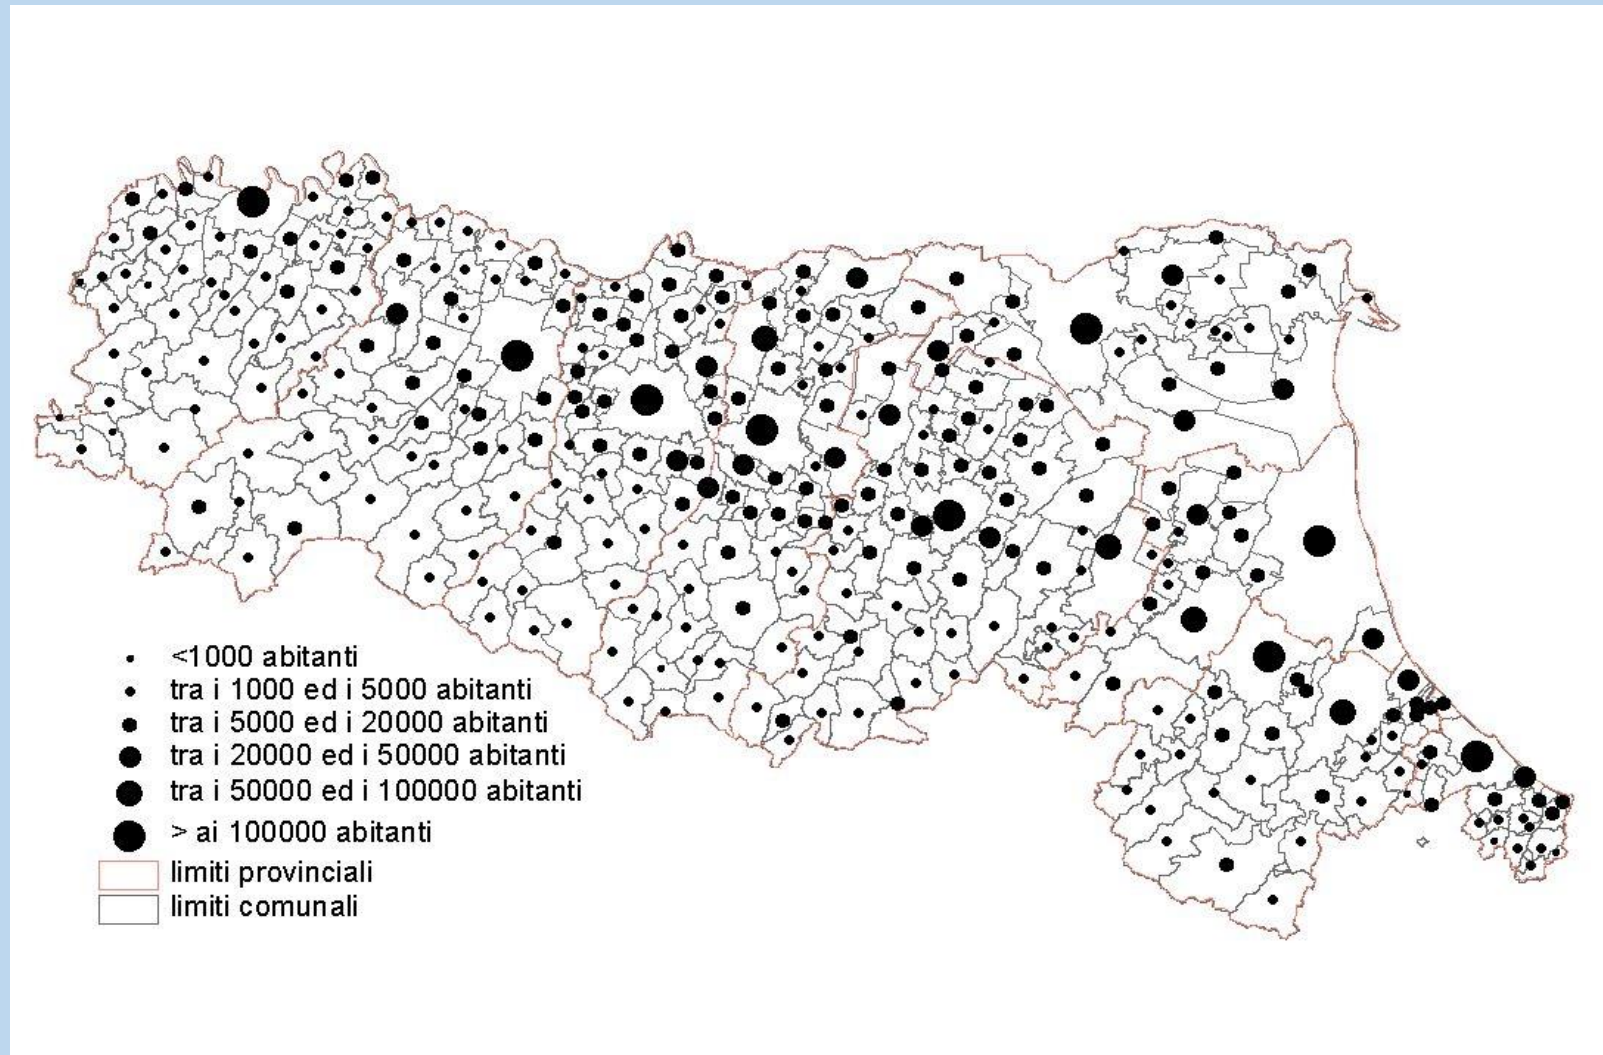 <1000 abitanti
tra i 1000 ed i 5000 abitanti
tra i 5000 ed i 20000 abitanti
tra i 20000 ed i 50000 abitanti
tra i 50000 ed i 100000 abitanti
> ai 100000 abitanti
limiti provinciali
limiti comunali